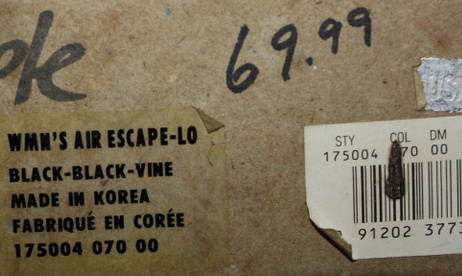 69.99
WMN'S AIR ESCAPE-LO
BLACK-BLACK-VINE
MADE IN KOREA
FABRIQUÉ EN CORÉE
175004 070 00
STY COL DM
175004 070 00
91202 3773